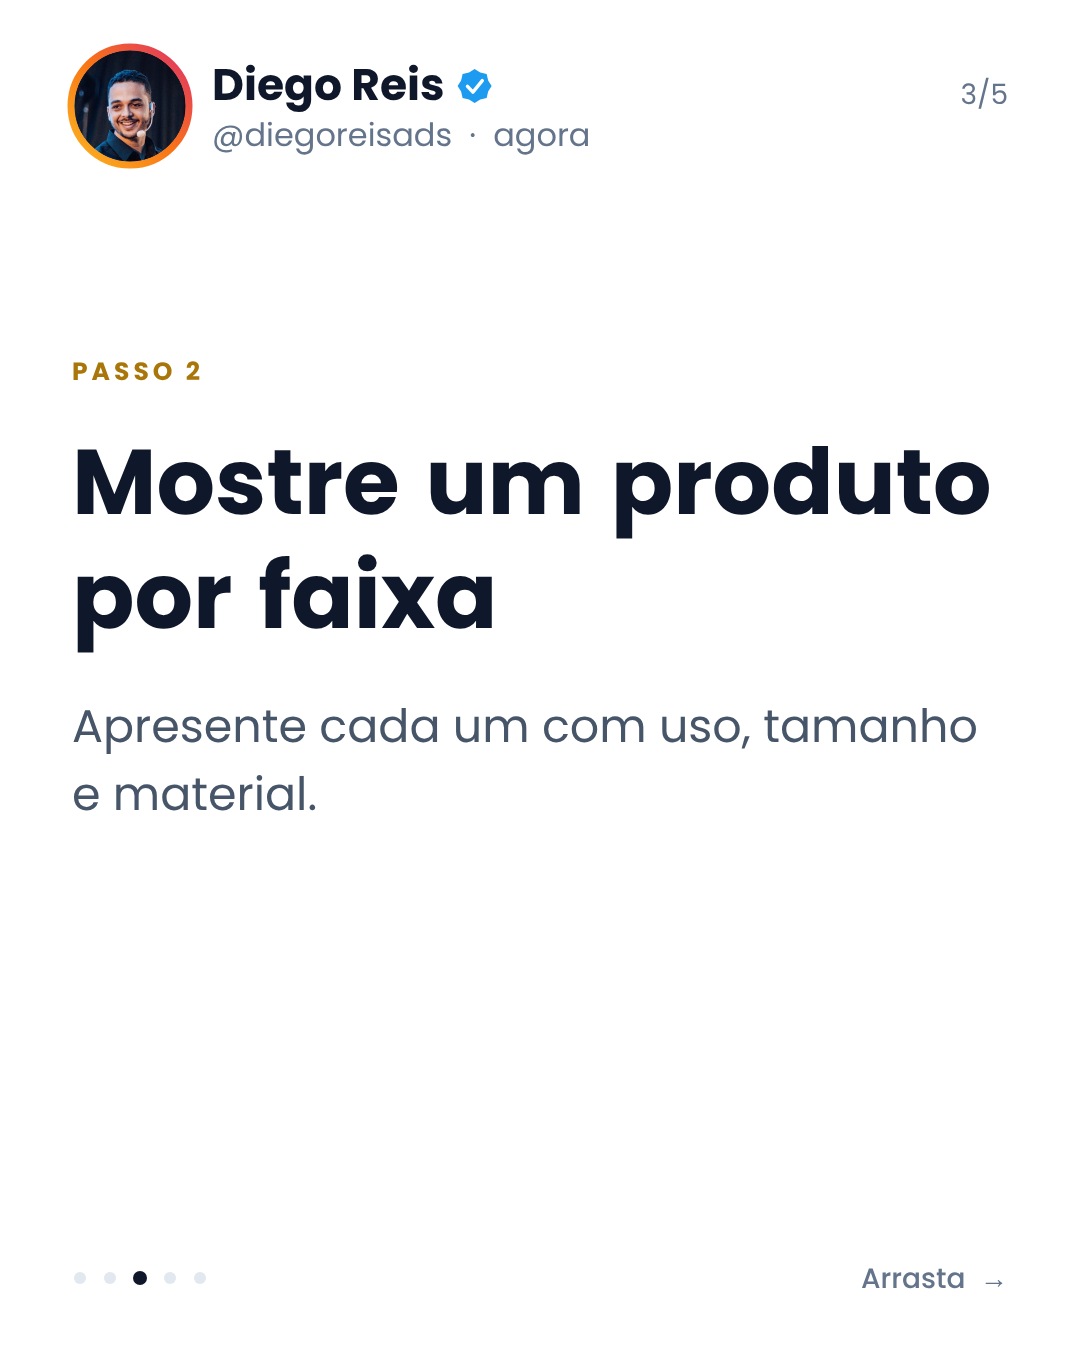 Diego Reis
@diegoreisads · agora
3/5
PASSO 2
Mostre um produto
por faixa
Apresente cada um com uso, tamanho
e material.
Arrasta →